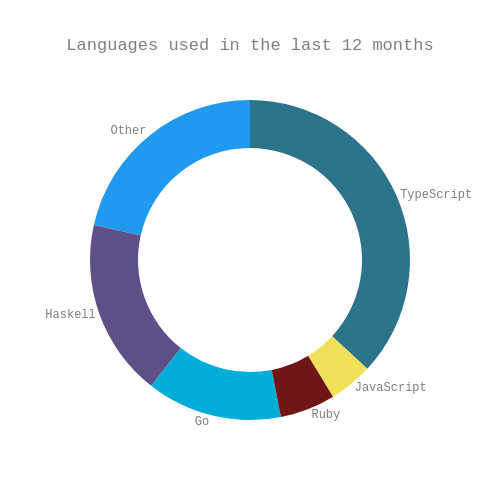 Languages used in the last 12 months
Other
TypeScript
Haskell
JavaScript
Ruby
Go